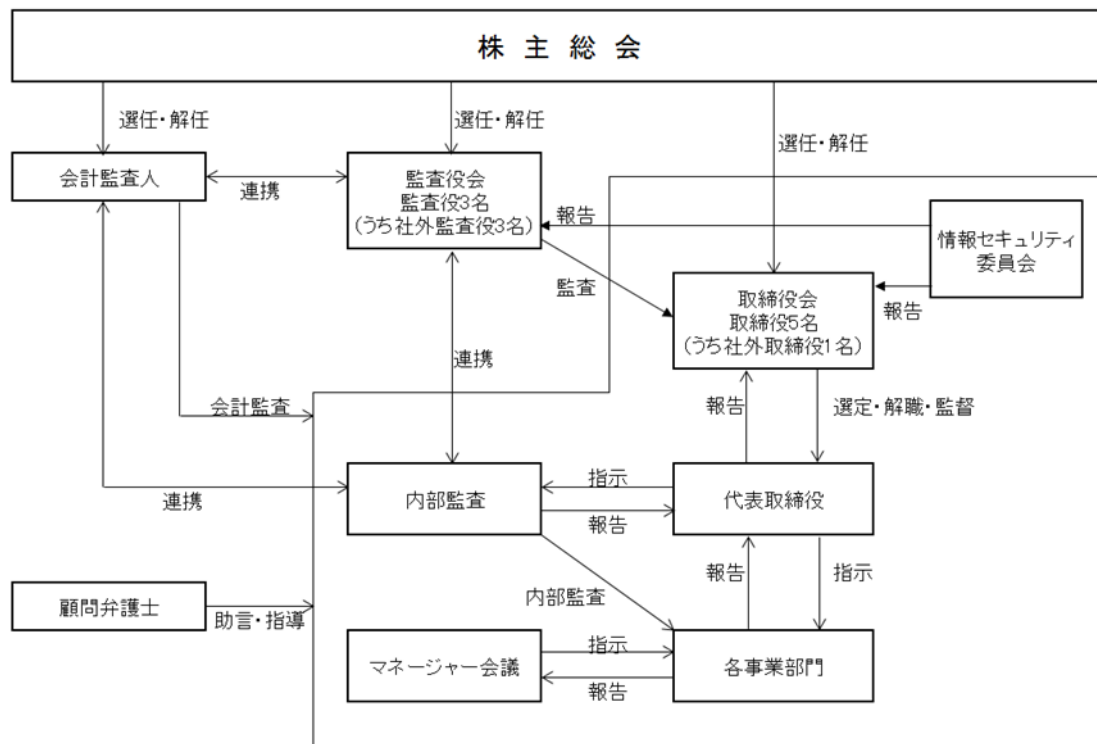 株主総会
選任・解任
選任・解任
選任・解任
会計監査人
連携
監査役会
監査役3名
(うち社外監査役3名)
報告
情報セキュリティ
委員会
監査
取締役会
取締役5名
(うち社外取締役1名)
報告
連携
会計監査
報告
選定・解職・監督
連携
内部監査
指示
報告
代表取締役
顧問弁護士
助言・指導
内部監査
報告
指示
マネージャー会議
指示
報告
各事業部門